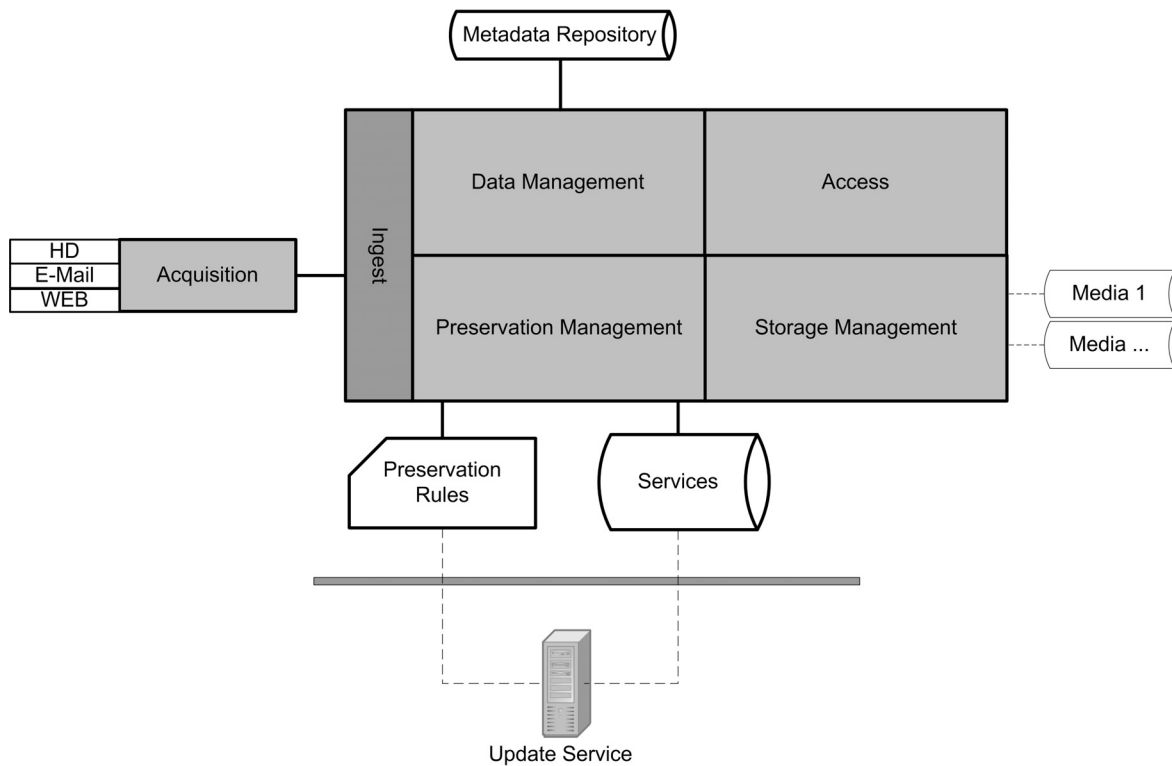 Metadata Repository
Data Management
Access
Ingest
HD
E-Mail
WEB
Acquisition
Preservation Management
Storage Management
Media 1
Media ...
Preservation
Rules
Services
Update Service